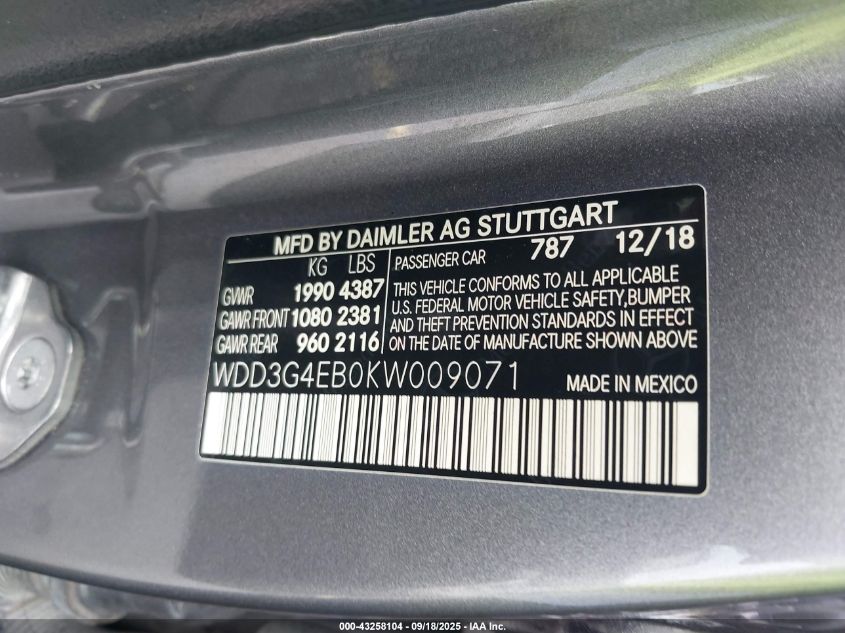 MFD BY DAIMLER AG STUTTGART
KG LBS
GVWR 1990 4387
GAWR FRONT 1080 2381
GAWR REAR 960 2116
PASSENGER CAR 787 12/18
THIS VEHICLE CONFORMS TO ALL APPLICABLE
U.S. FEDERAL MOTOR VEHICLE SAFETY,BUMPER
AND THEFT PREVENTION STANDARDS IN EFFECT
ON THE DATE OF MANUFACTURE SHOWN ABOVE
WDD3G4EB0KW009071 MADE IN MEXICO
000-43258104 - 09/18/2025 - IAA Inc.